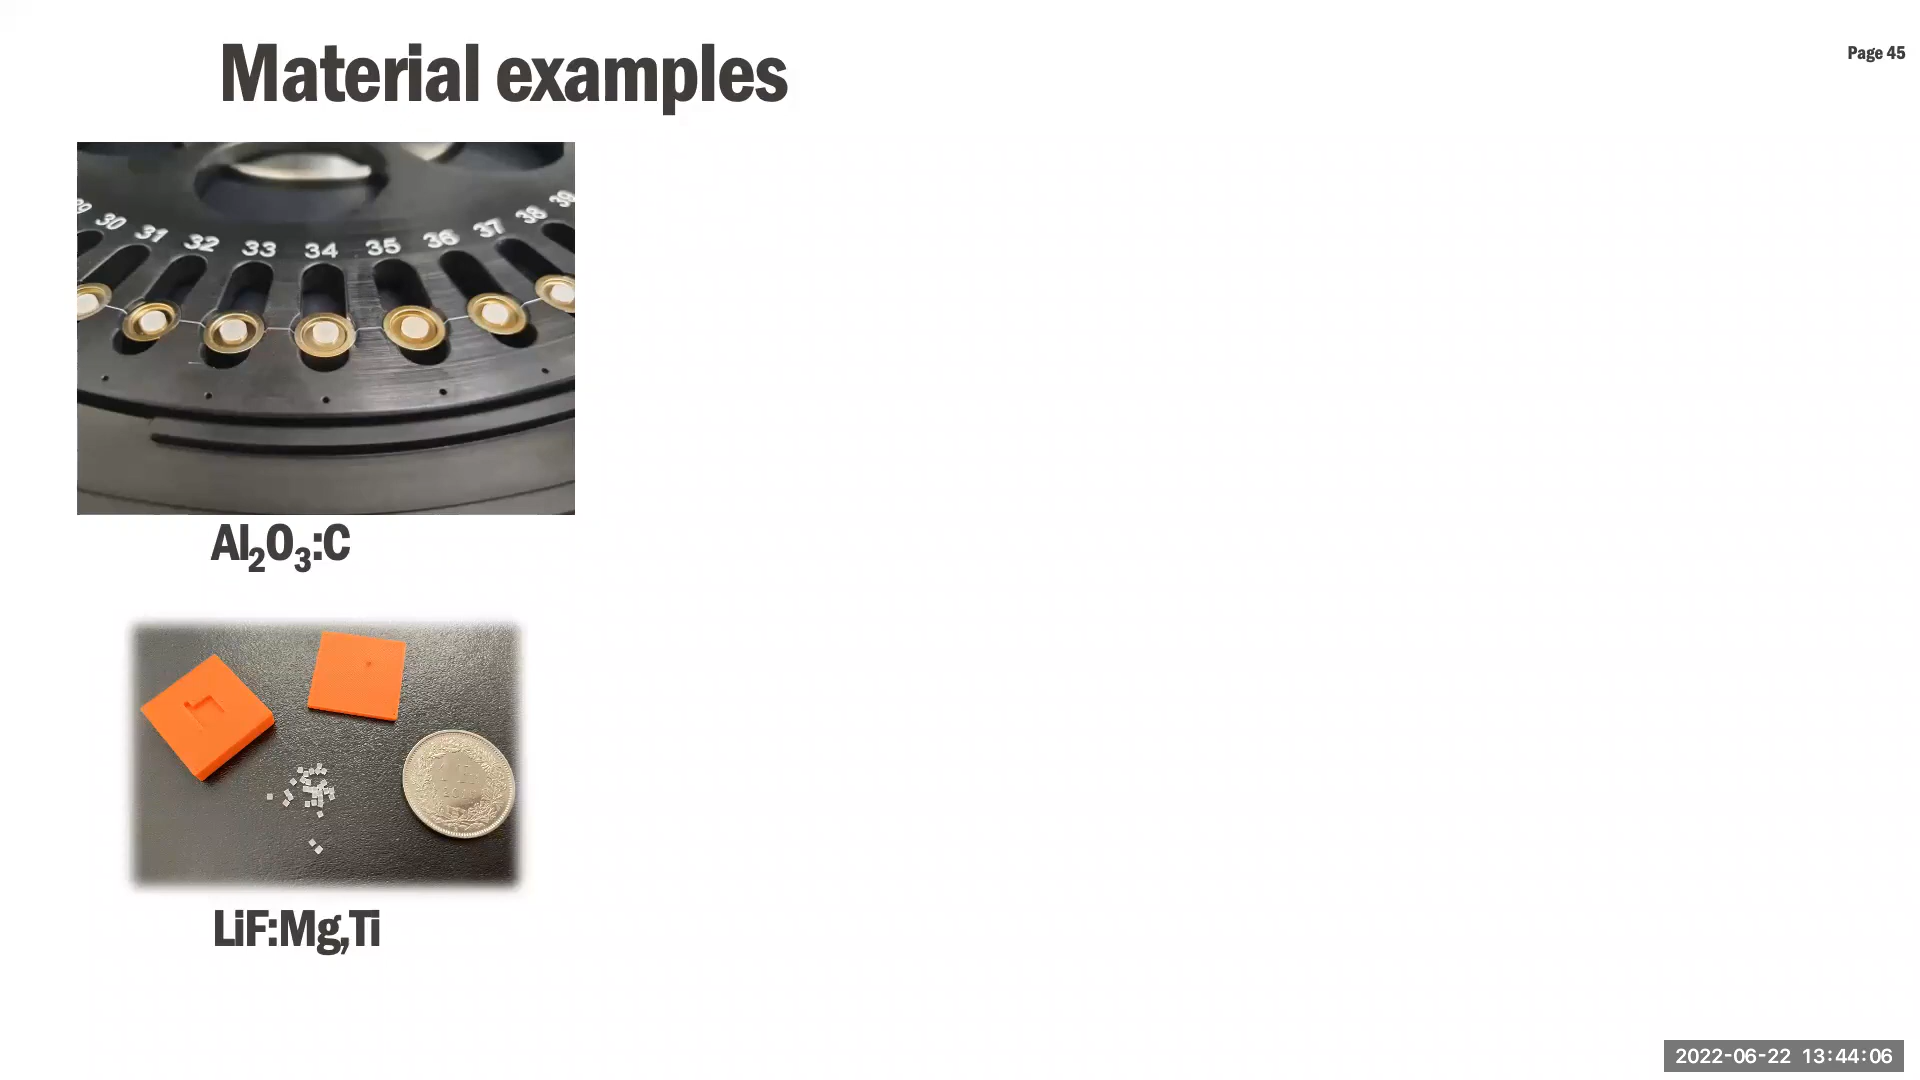 Material examples
Page 45
30 31 32 33 34 35 36 37 38 39
Al₂O₃:C
LiF:Mg,Ti
2022-06-22 13:44:06